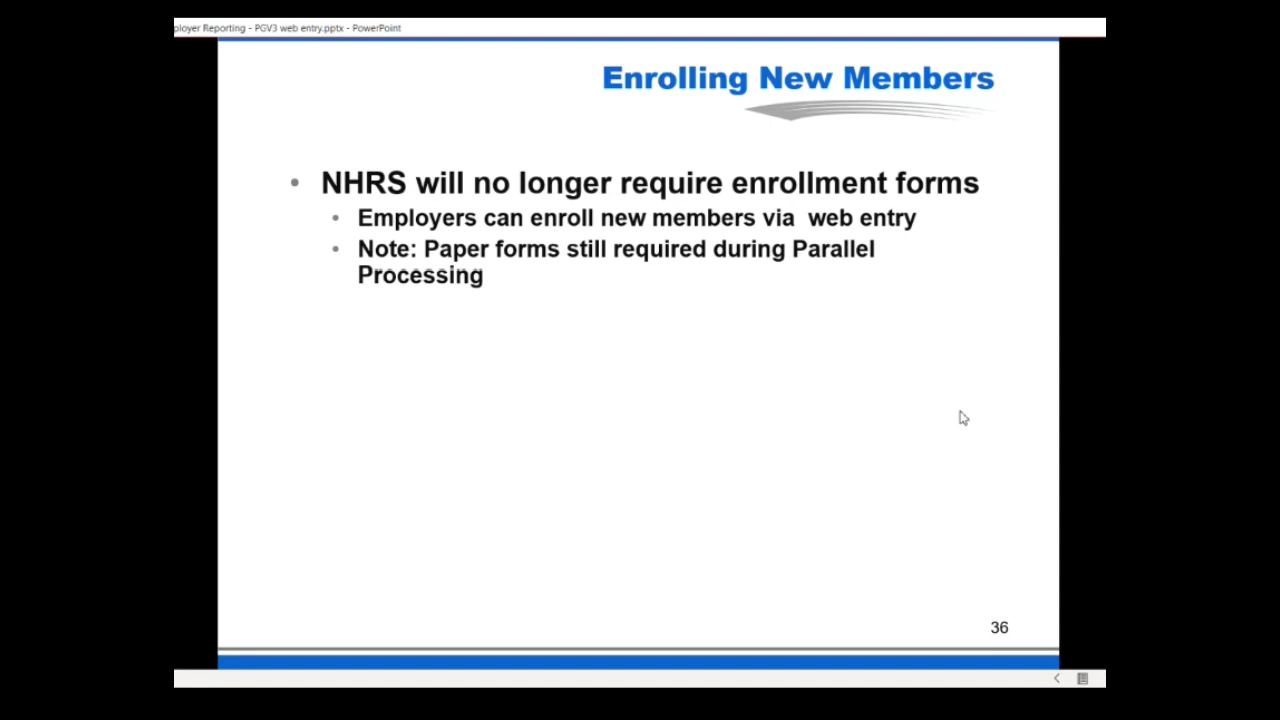 ployer Reporting - PGV3 web entry.pptx - PowerPoint
Enrolling New Members
• NHRS will no longer require enrollment forms
• Employers can enroll new members via web entry
• Note: Paper forms still required during Parallel
Processing
36